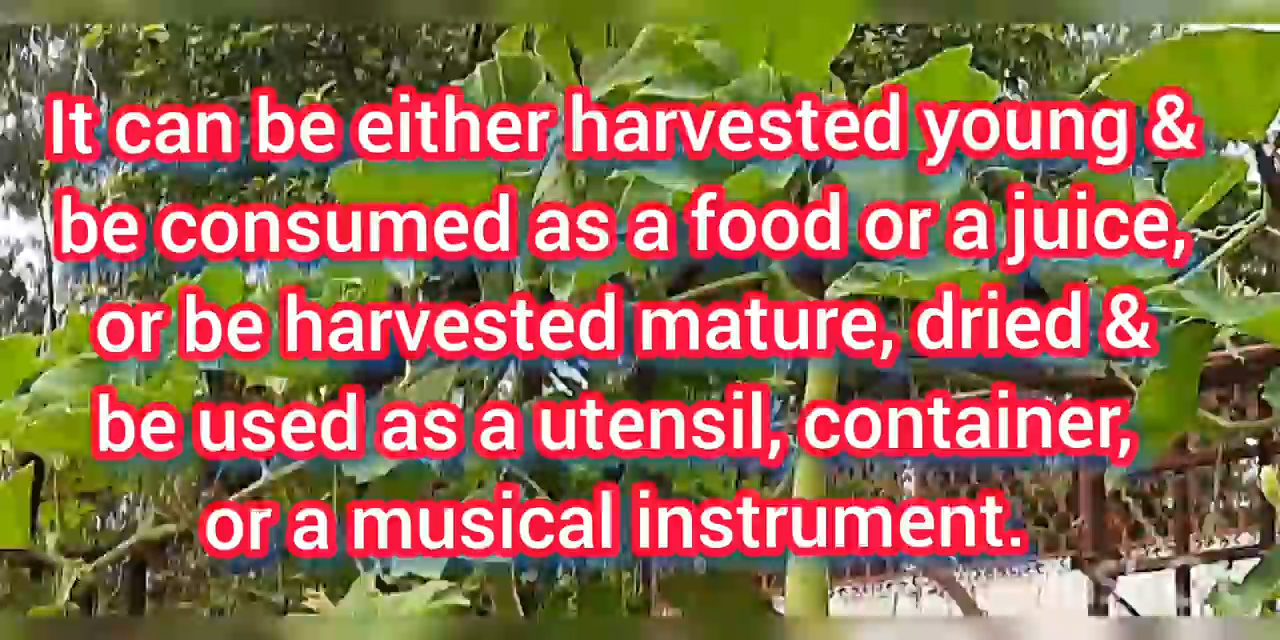 It can be either harvested young &
be consumed as a food or a juice,
or be harvested mature, dried &
be used as a utensil, container,
or a musical instrument.